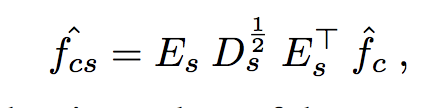 $\hat{f_{cs}} = E_s \; D_s^{\frac{1}{2}} \; E_s^{\top} \; \hat{f}_c \; ,$